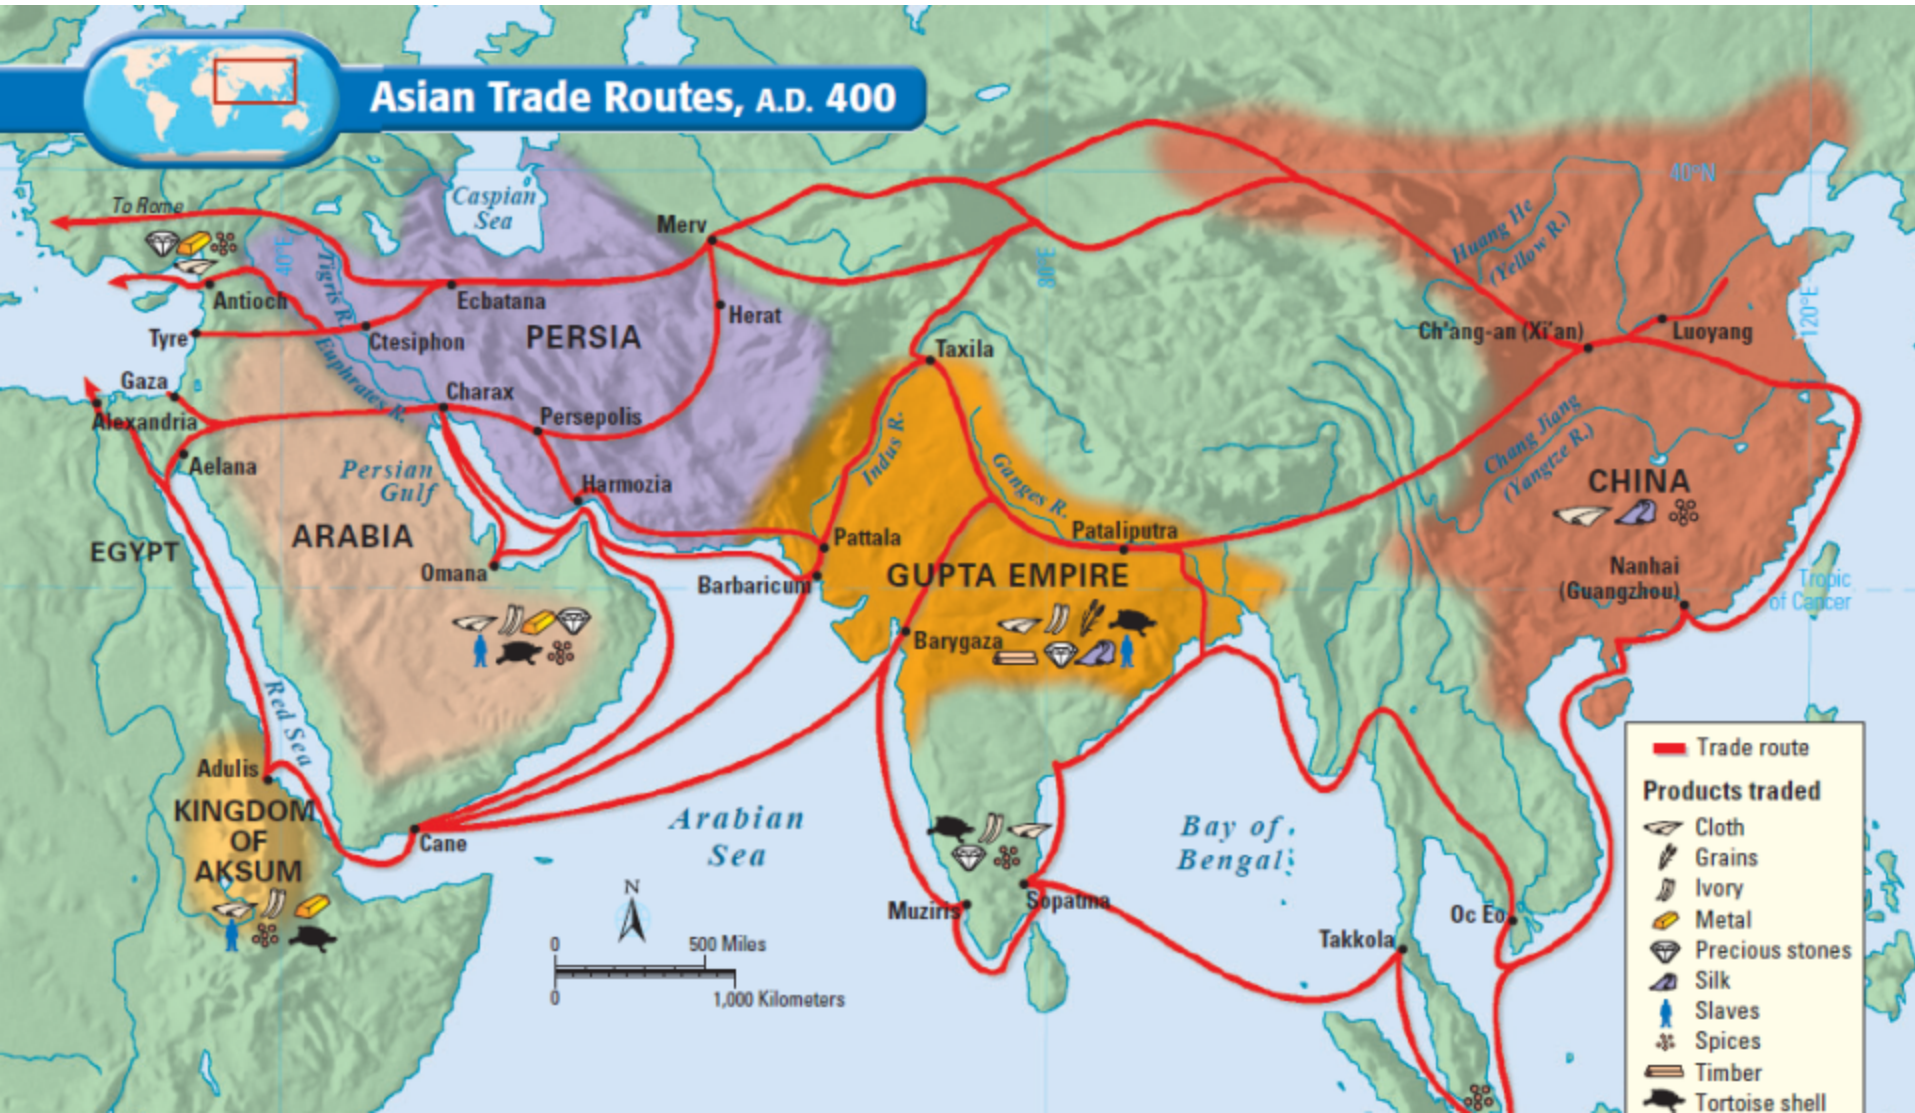 Asian Trade Routes, A.D. 400
To Rome
Caspian
Sea
40°N
40°E
80°E
120°E
Merv
Huang He
(Yellow R.)
Tigris R.
Antioch
Ecbatana
Herat
PERSIA
Tyre
Ctesiphon
Euphrates R.
Taxila
Ch'ang-an (Xi'an)
Luoyang
Gaza
Charax
Alexandria
Persepolis
Indus R.
Chang Jiang
(Yangtze R.)
Aelana
Persian
Gulf
Harmozia
Ganges R.
CHINA
ARABIA
EGYPT
Pattala
Pataliputra
Omana
Barbaricum
GUPTA EMPIRE
Nanhai
(Guangzhou)
Tropic
of Cancer
Barygaza
Red Sea
Adulis
KINGDOM
OF
AKSUM
Cane
Arabian
Sea
Bay of
Bengal
Muziris
Sopatma
Oc Eo
Takkola
N
0 500 Miles
0 1,000 Kilometers
Trade route
Products traded
Cloth
Grains
Ivory
Metal
Precious stones
Silk
Slaves
Spices
Timber
Tortoise shell